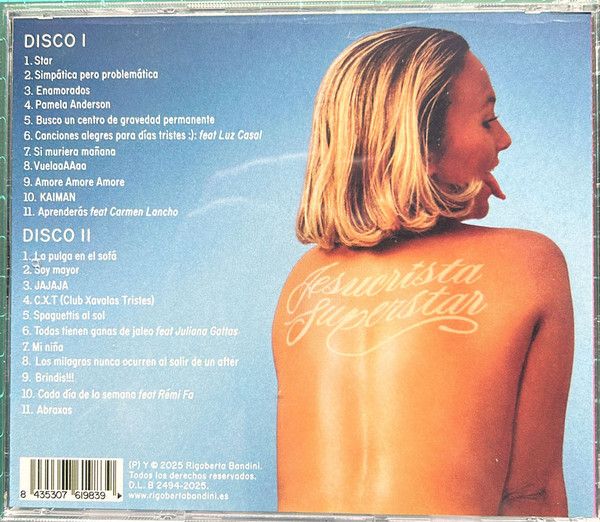 DISCO I
1. Star
2. Simpática pero problemática
3. Enamorados
4. Pamela Anderson
5. Busco un centro de gravedad permanente
6. Canciones alegres para días tristes :): feat Luz Casal
7. Si muriera mañana
8. VuelaaAAaa
9. Amore Amore Amore
10. KAIMAN
11. Aprenderás feat Carmen Lancho
DISCO II
1. La pulga en el sofá
2. Soy mayor
3. JAJAJA
4. C.X.T (Club Xavalas Tristes)
5. Spaguettis al sol
6. Todas tienen ganas de jaleo feat Juliana Gattas
7. Mi niña
8. Los milagros nunca ocurren al salir de un after
9. Brindis!!!
10. Cada día de la semana feat Rémi Fa
11. Abraxas
Jesucrista
Superstar
8 435307 619839
(P) Y © 2025 Rigoberta Bandini.
Todos los derechos reservados.
D.L. B 2494-2025.
www.rigobertabandini.es